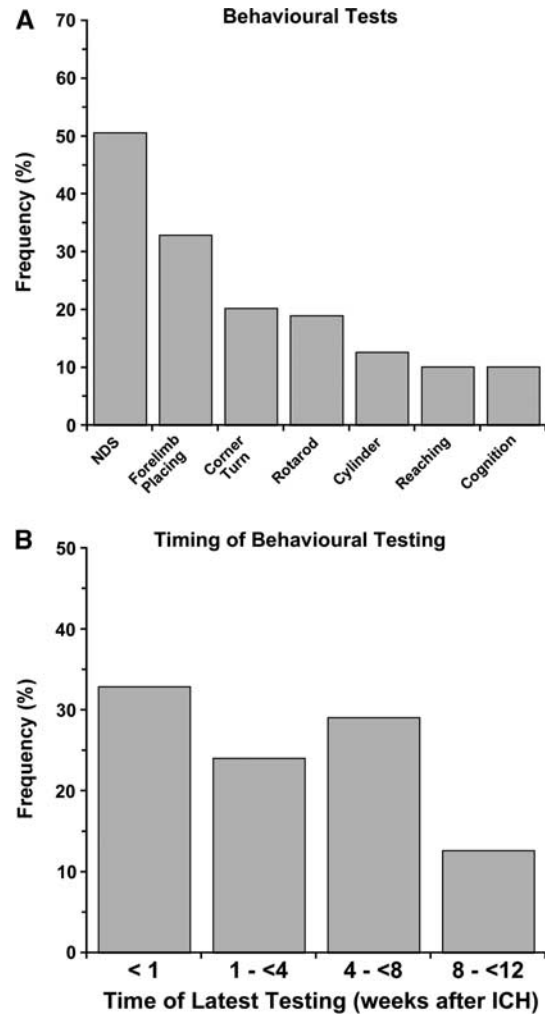 A
Behavioural Tests
70
60
50
40
30
20
10
0
Frequency (%)
NDS
Forelimb
Placing
Corner
Turn
Rotarod
Cylinder
Reaching
Cognition
B
Timing of Behavioural Testing
50
40
30
20
10
0
Frequency (%)
< 1
1 - <4
4 - <8
8 - <12
Time of Latest Testing (weeks after ICH)